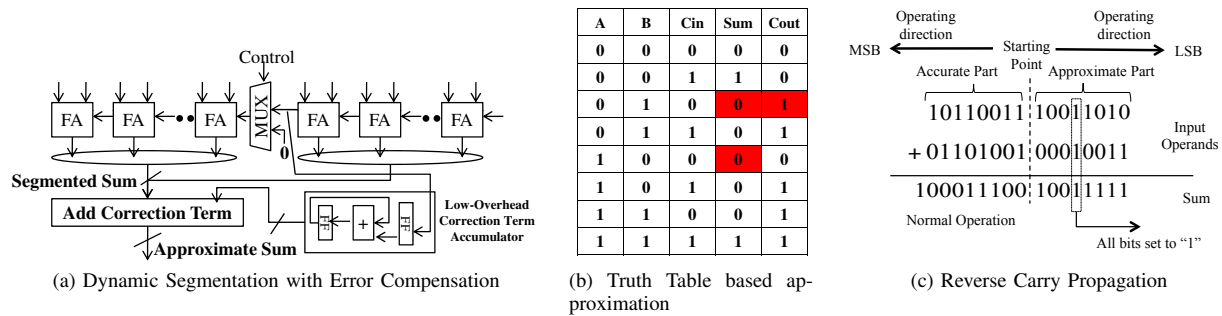 Control
FA FA FA MUX FA FA FA
0
Segmented Sum
Add Correction Term
FF + FF
Low-Overhead
Correction Term
Accumulator
Approximate Sum
(a) Dynamic Segmentation with Error Compensation
A B Cin Sum Cout
0 0 0 0 0
0 0 1 1 0
0 1 0 0 1
0 1 1 0 1
1 0 0 0 0
1 0 1 0 1
1 1 0 0 1
1 1 1 1 1
(b) Truth Table based ap-
proximation
Operating
direction
Operating
direction
MSB
Starting
Point
LSB
Accurate Part
Approximate Part
10110011 10011010
+ 01101001 00010011
Input
Operands
100011100 10011111
Sum
Normal Operation
All bits set to “1”
(c) Reverse Carry Propagation